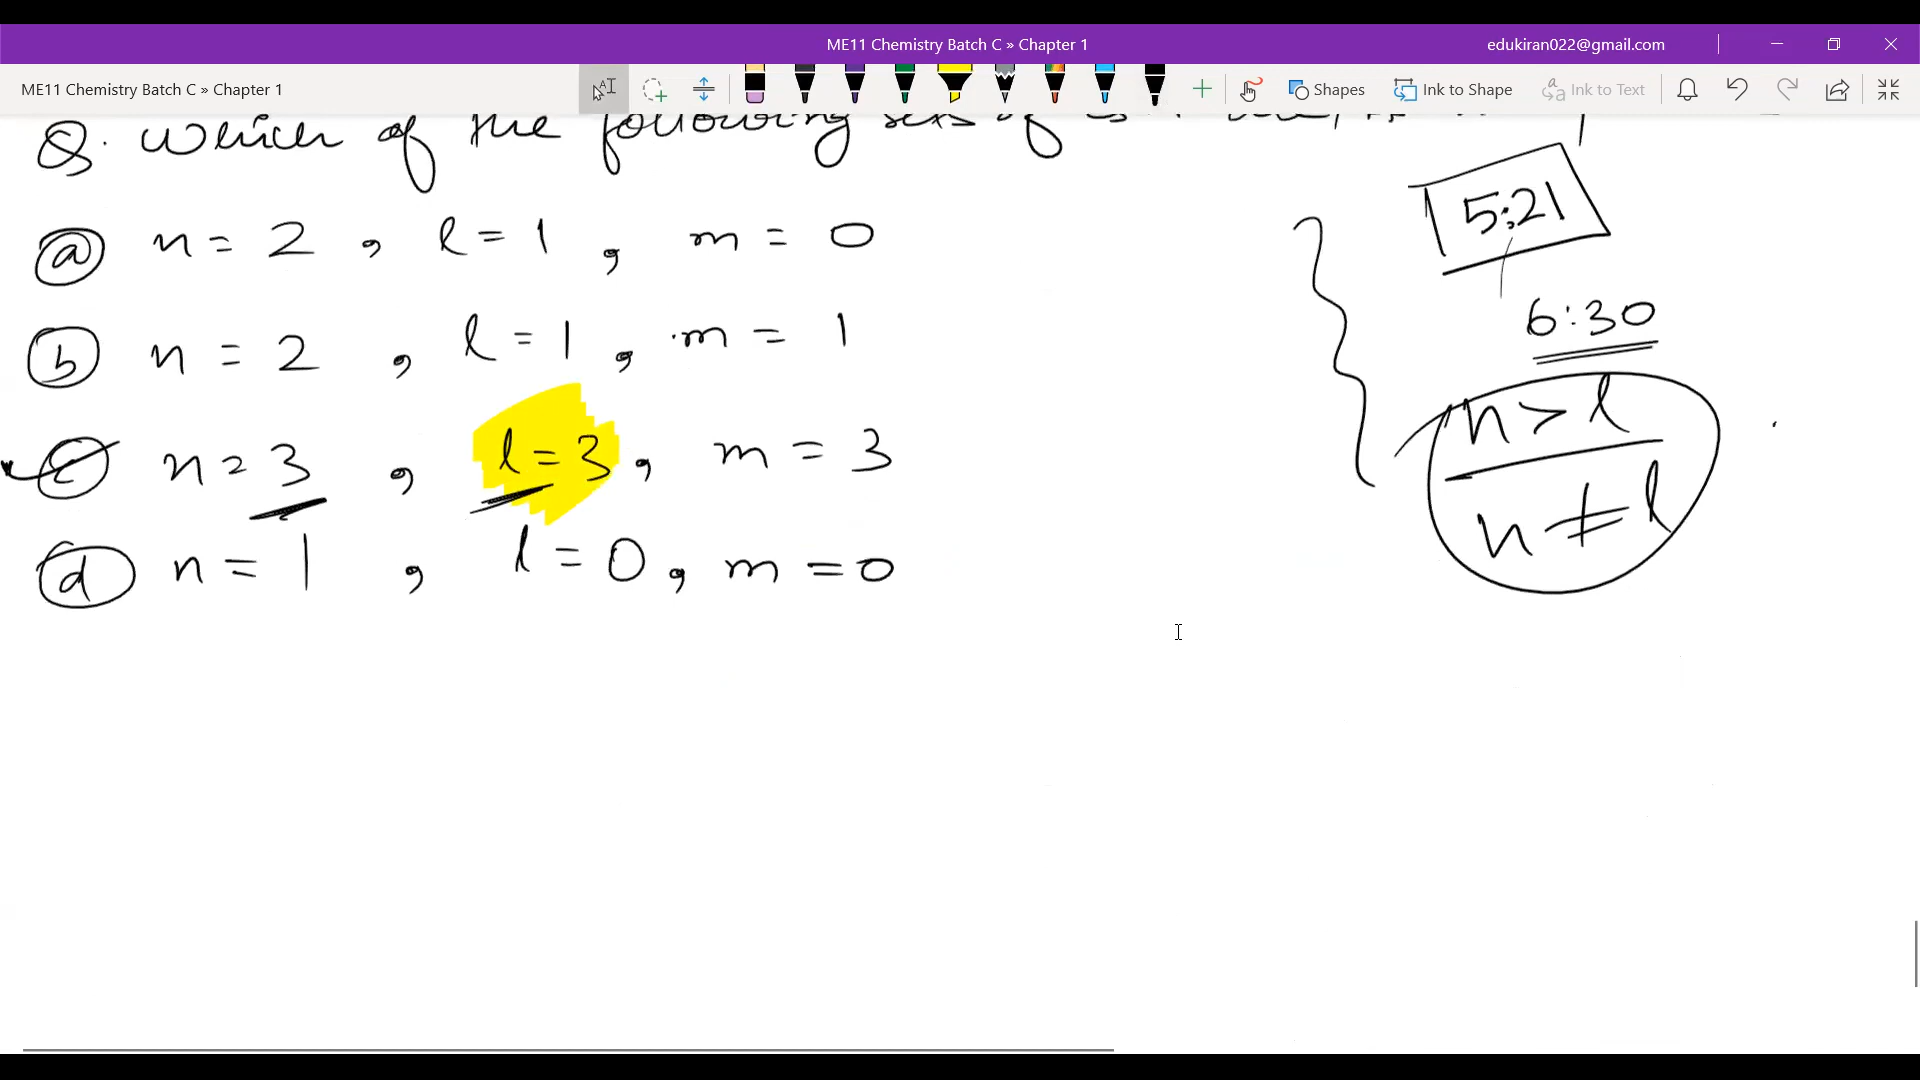 ME11 Chemistry Batch C » Chapter 1
edukiran022@gmail.com
ME11 Chemistry Batch C » Chapter 1
Shapes
Ink to Shape
Ink to Text
Q. Which of the following sets of
5:21
(a) n = 2 , l = 1 , m = 0
6:30
(b) n = 2 , l = 1 , m = 1
n > l
(c) n = 3 , l = 3 , m = 3
n ≠ l
(d) n = 1 , l = 0 , m = 0